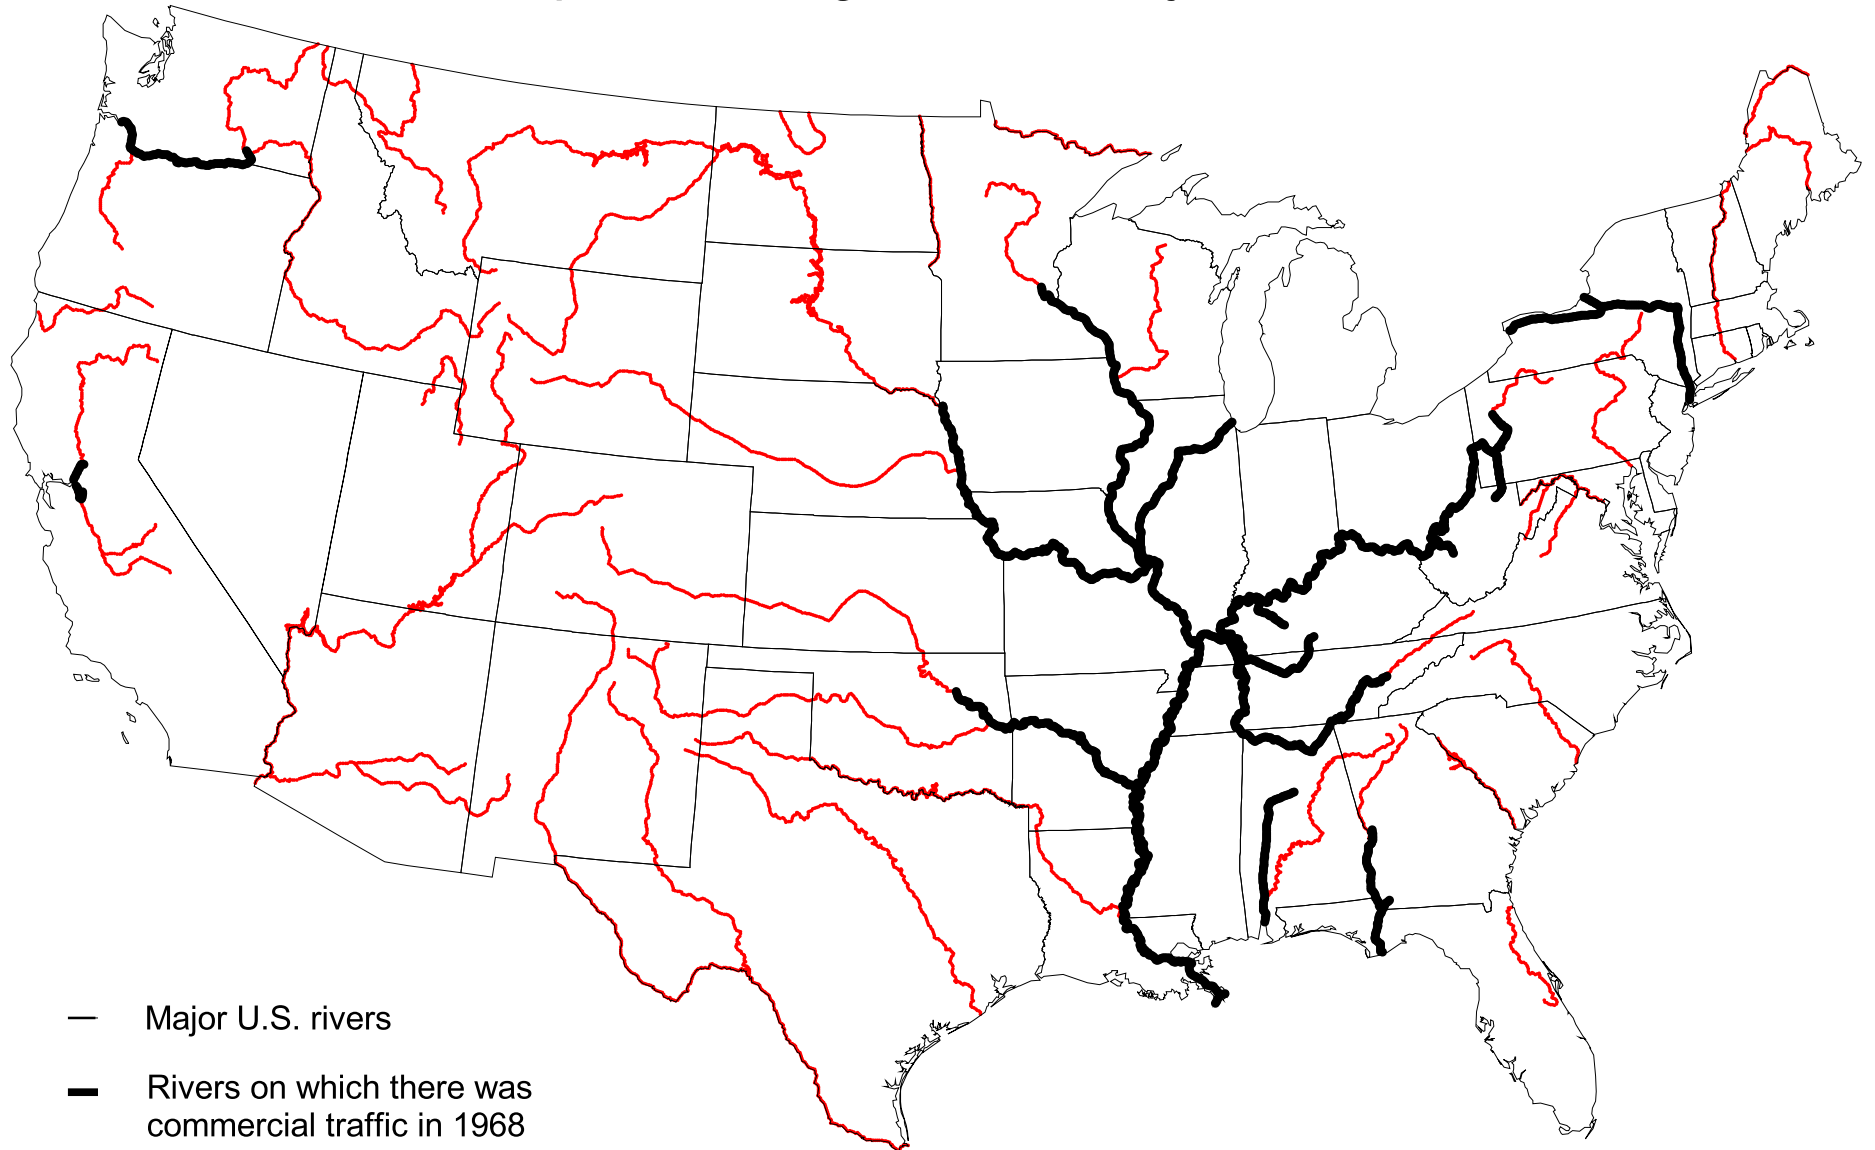 Major U.S. rivers
Rivers on which there was
commercial traffic in 1968